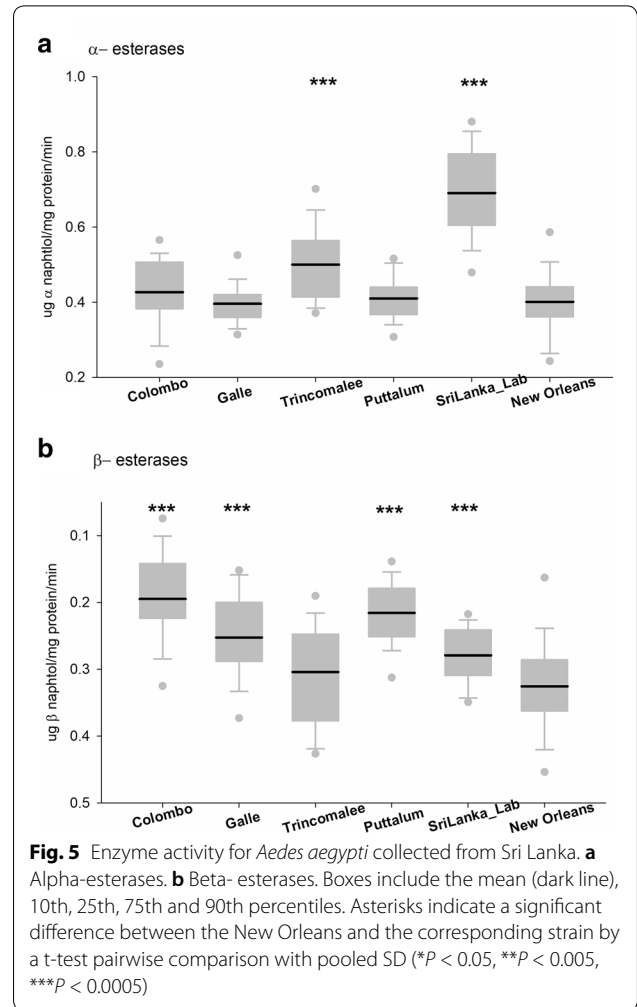 a
α– esterases
***
***
1.0
0.8
0.6
0.4
0.2
ug α naphtlol/mg protein/min
Colombo
Galle
Trincomalee
Puttalum
SriLanka_Lab
New Orleans
b
β– esterases
***
***
***
***
0.1
0.2
0.3
0.4
0.5
ug β naphtol/mg protein/min
Colombo
Galle
Trincomalee
Puttalum
SriLanka_Lab
New Orleans
Fig. 5 Enzyme activity for Aedes aegypti collected from Sri Lanka. a
Alpha-esterases. b Beta- esterases. Boxes include the mean (dark line),
10th, 25th, 75th and 90th percentiles. Asterisks indicate a significant
difference between the New Orleans and the corresponding strain by
a t-test pairwise comparison with pooled SD (*P < 0.05, **P < 0.005,
***P < 0.0005)